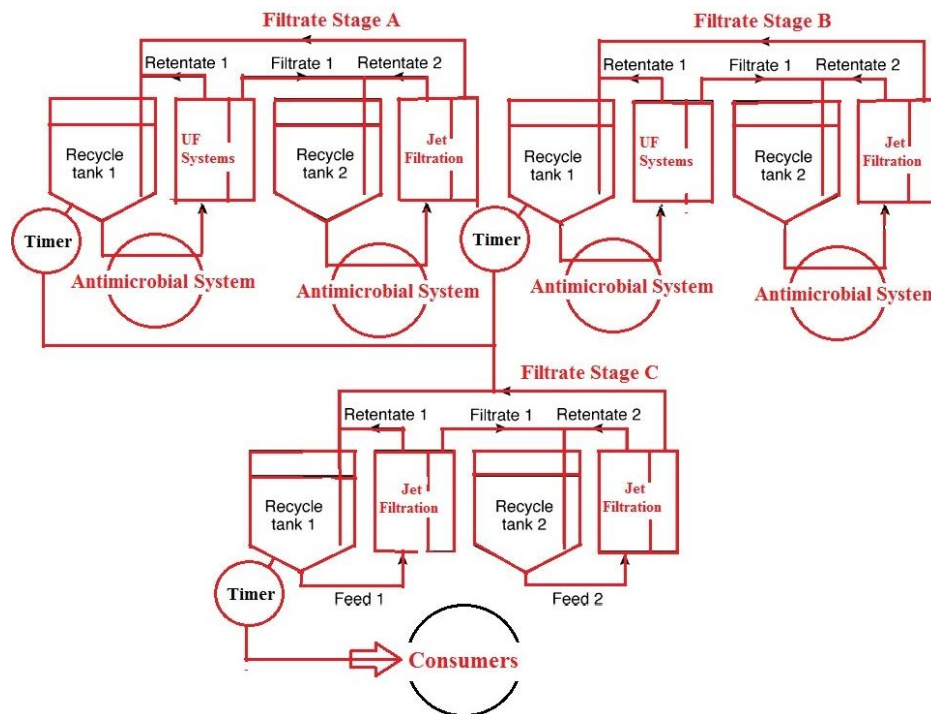 Filtrate Stage A
Filtrate Stage B
Retentate 1
Filtrate 1
Retentate 2
Retentate 1
Filtrate 1
Retentate 2
Recycle
tank 1
UF
Systems
Recycle
tank 2
Jet
Filtration
Recycle
tank 1
UF
Systems
Recycle
tank 2
Jet
Filtration
Timer
Antimicrobial System
Antimicrobial System
Timer
Antimicrobial System
Antimicrobial System
Filtrate Stage C
Retentate 1
Filtrate 1
Retentate 2
Recycle
tank 1
Jet
Filtration
Recycle
tank 2
Jet
Filtration
Timer
Feed 1
Feed 2
Consumers